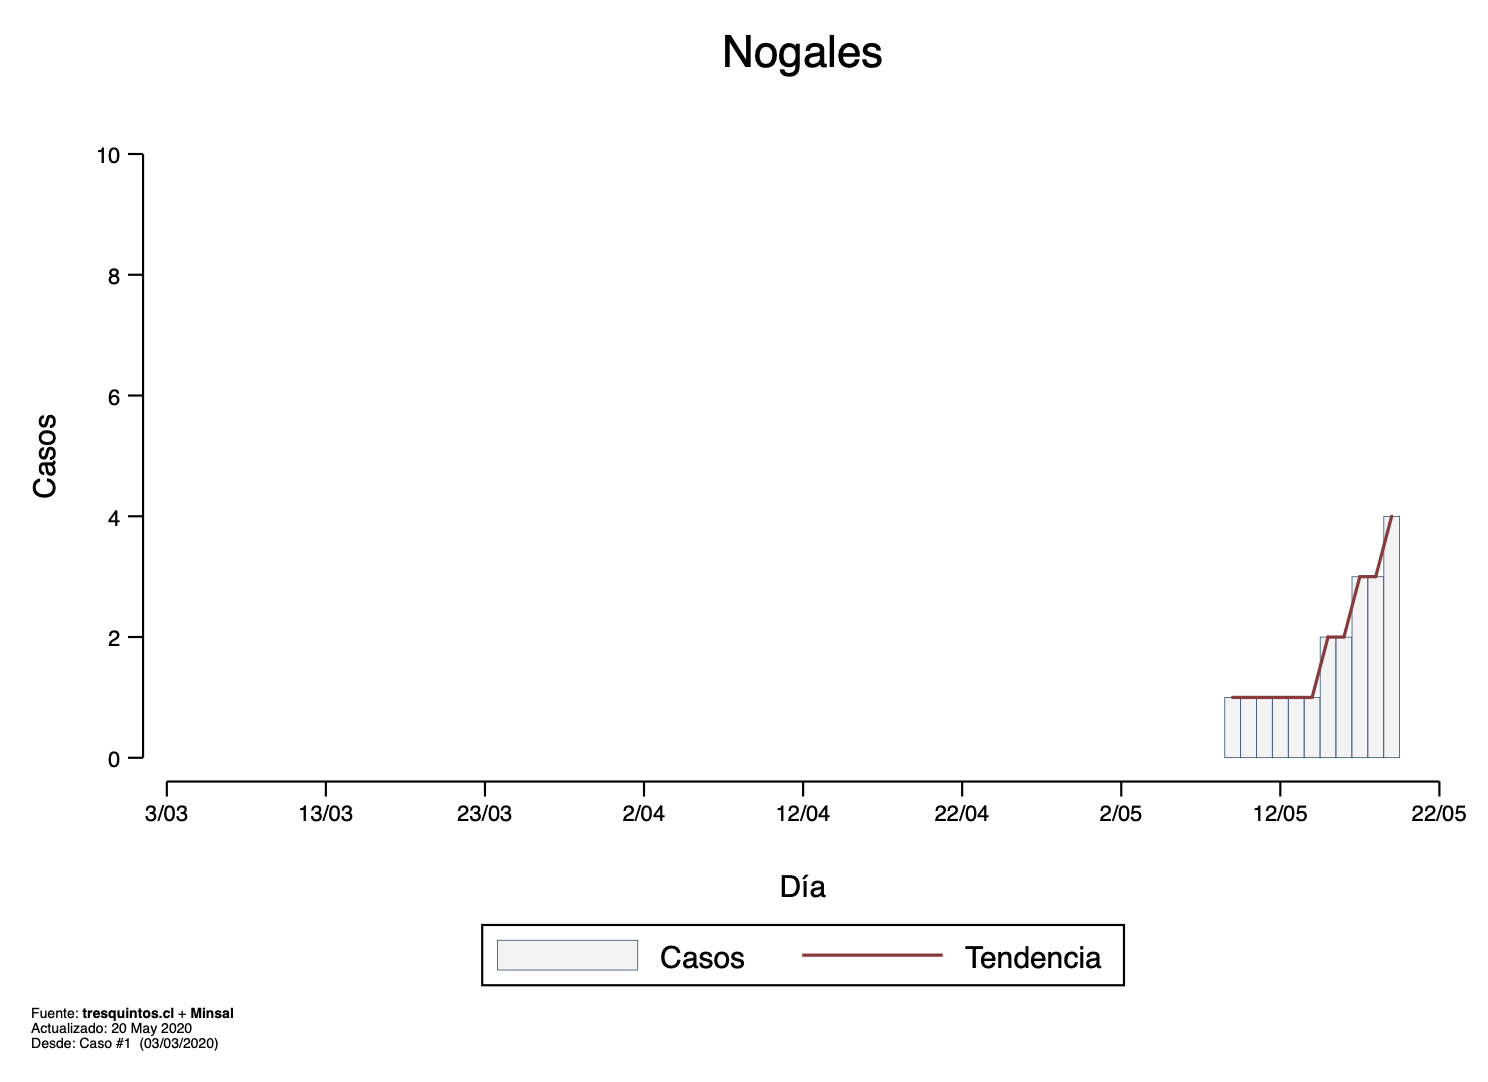 Nogales
10
8
6
4
2
0
Casos
3/03 13/03 23/03 2/04 12/04 22/04 2/05 12/05 22/05
Día
Casos Tendencia
Fuente: tresquintos.cl + Minsal
Actualizado: 20 May 2020
Desde: Caso #1 (03/03/2020)